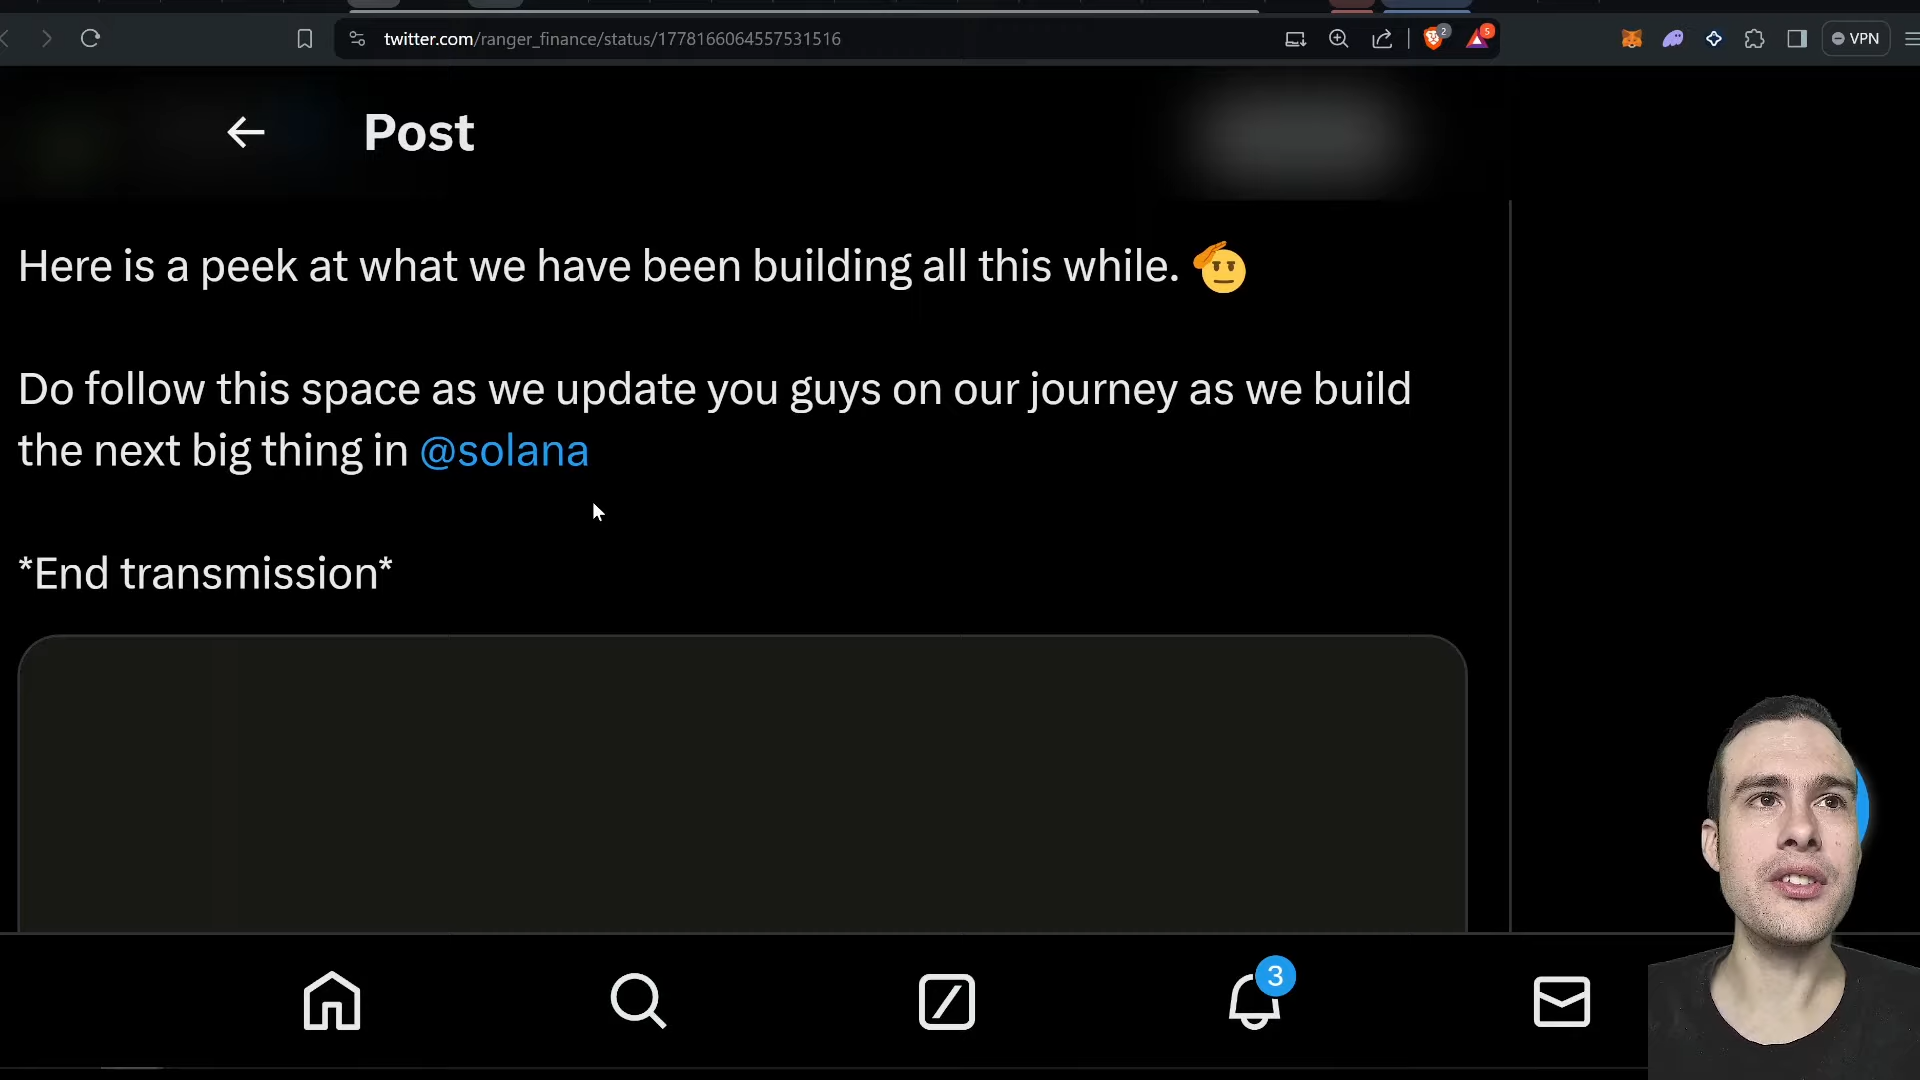 twitter.com/ranger_finance/status/1778166064557531516
2
5
VPN
Post
Here is a peek at what we have been building all this while. 🫡
Do follow this space as we update you guys on our journey as we build
the next big thing in @solana
*End transmission*
3